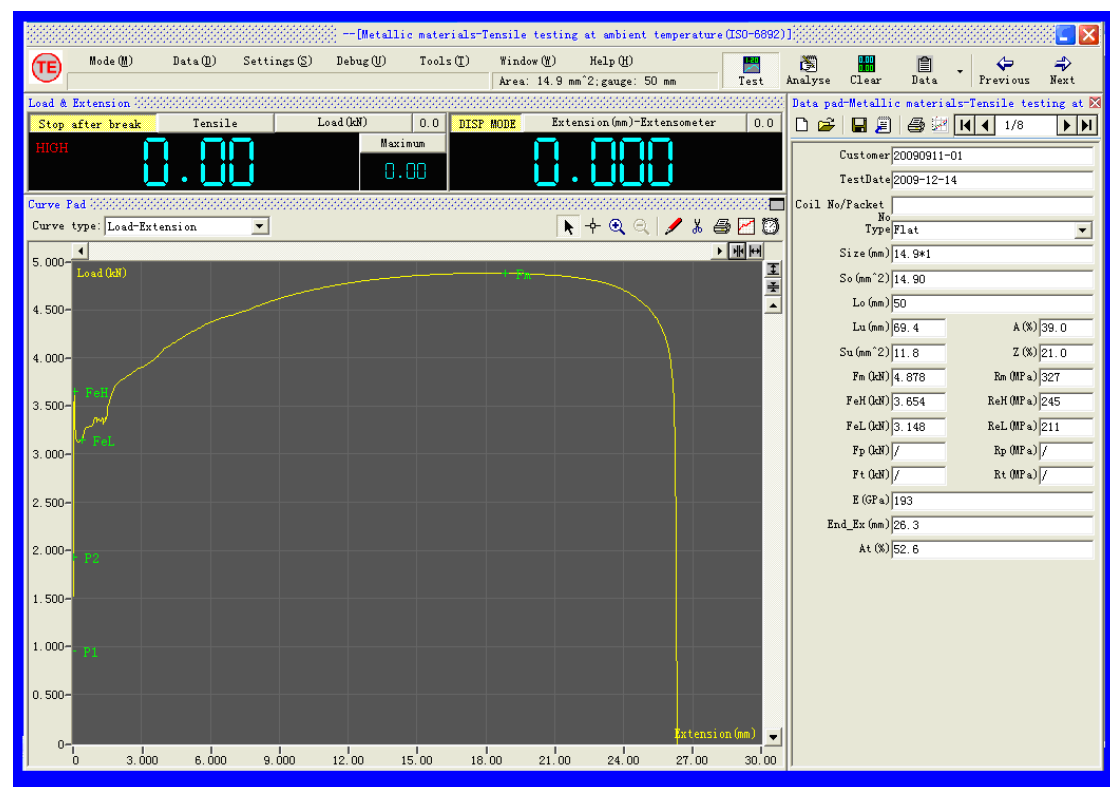 --[Metallic materials-Tensile testing at ambient temperature(ISO-6892)]
TE
Mode(M) Data(D) Settings(S) Debug(U) Tools(T) Window(W) Help(H)
Area: 14.9 mm^2;gauge: 50 mm
Test Analyse Clear Data Previous Next
Load & Extension
Stop after break Tensile Load(kN) 0.0 DISP MODE Extension(mm)-Extensometer 0.0
HIGH 0.00 Maximum 0.00 0.000
Curve Pad
Curve type: Load-Extension
Load(kN)
5.000
4.500
4.000
3.500
3.000
2.500
2.000
1.500
1.000
0.500
0
Fm
FeH
FeL
P2
P1
Extension(mm)
0 3.000 6.000 9.000 12.00 15.00 18.00 21.00 24.00 27.00 30.00
Data pad-Metallic materials-Tensile testing at
1/8
Customer 20090911-01
TestDate 2009-12-14
Coil No/Packet No
Type Flat
Size(mm) 14.9*1
So(mm^2) 14.90
Lo(mm) 50
Lu(mm) 69.4 A(%) 39.0
Su(mm^2) 11.8 Z(%) 21.0
Fm(kN) 4.878 Rm(MPa) 327
FeH(kN) 3.654 ReH(MPa) 245
FeL(kN) 3.148 ReL(MPa) 211
Fp(kN) / Rp(MPa) /
Ft(kN) / Rt(MPa) /
E(GPa) 193
End_Ex(mm) 26.3
At(%) 52.6